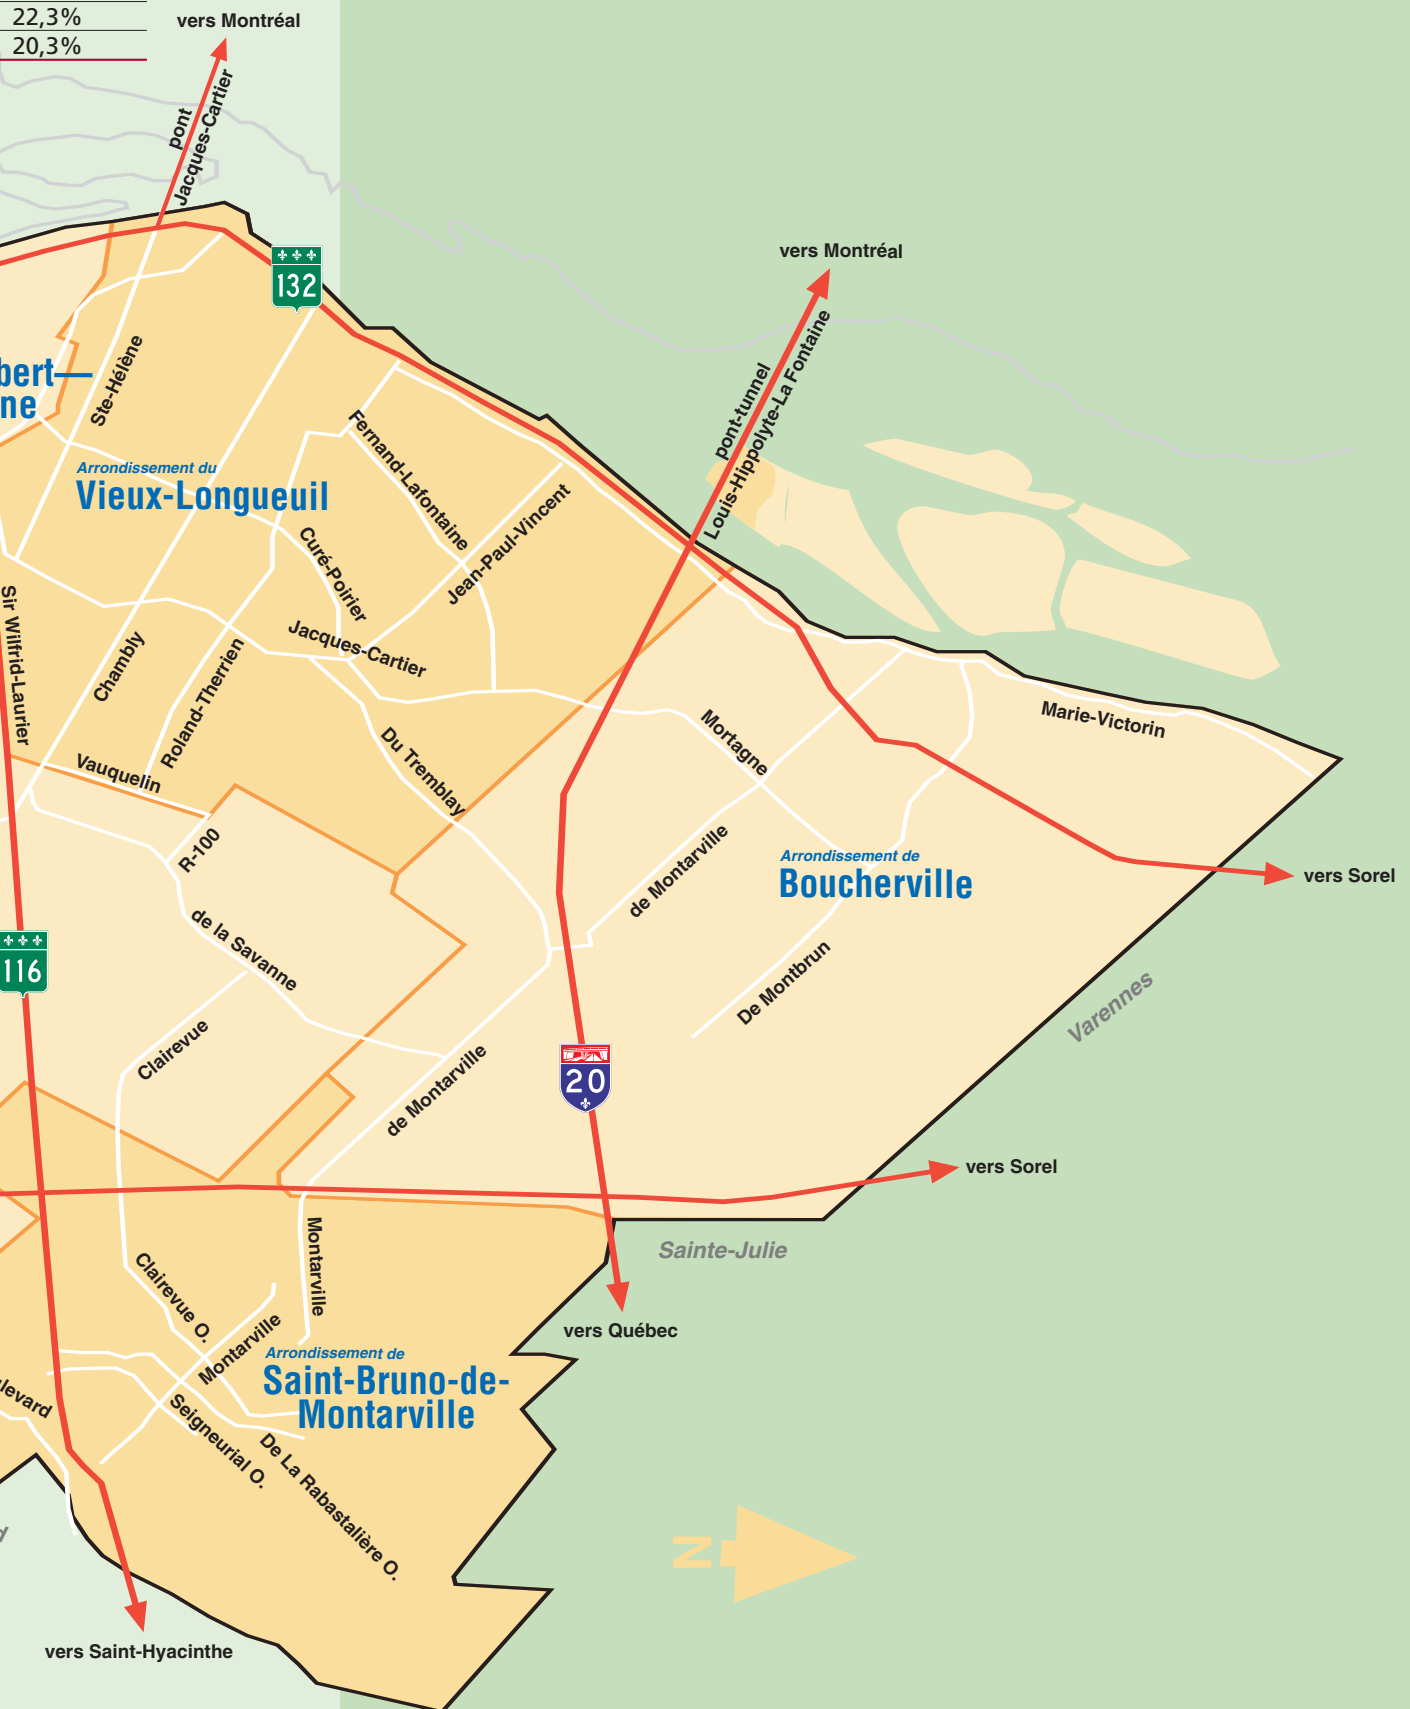 22,3%
20,3%
vers Montréal
pont
Jacques-Cartier
132
vers Montréal
pont-tunnel
Louis-Hippolyte-La Fontaine
Ste-Hélène
bert—
ne
Arrondissement du
Vieux-Longueuil
Fernand-Lafontaine
Jean-Paul-Vincent
Curé-Poirier
Jacques-Cartier
Sir Wilfrid-Laurier
Chambly
Roland-Therrien
Vauquelin
Du Tremblay
Mortagne
Marie-Victorin
R-100
de Montarville
Arrondissement de
Boucherville
vers Sorel
de la Savanne
116
De Montbrun
Varennes
Clairevue
de Montarville
20
vers Sorel
Sainte-Julie
Montarville
Clairevue O.
vers Québec
Montarville
Arrondissement de
Saint-Bruno-de-
Montarville
levard
Seigneurial O.
De La Rabastalière O.
N
vers Saint-Hyacinthe